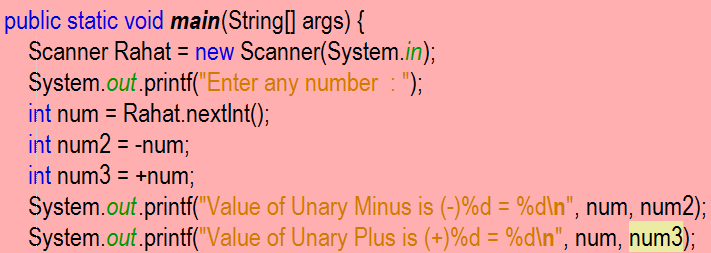 public static void main(String[] args) {
Scanner Rahat = new Scanner(System.in);
System.out.printf("Enter any number  : ");
int num = Rahat.nextInt();
int num2 = -num;
int num3 = +num;
System.out.printf("Value of Unary Minus is (-)%d = %d\n", num, num2);
System.out.printf("Value of Unary Plus is (+)%d = %d\n", num, num3);